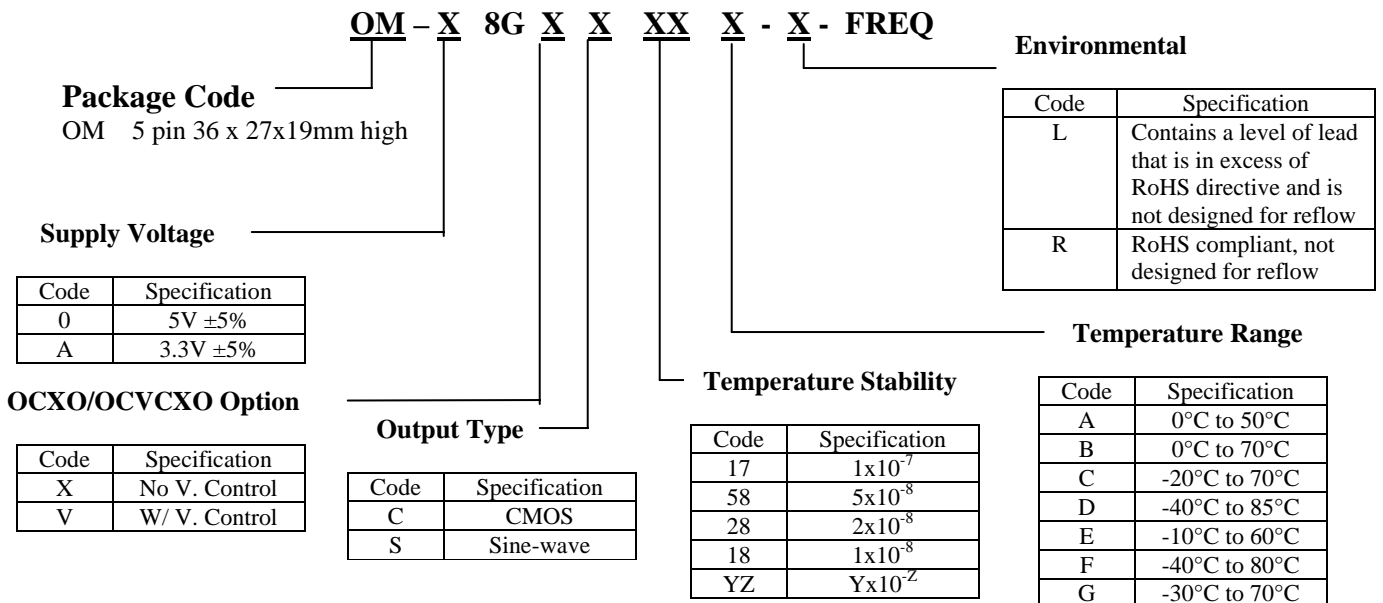 OM – X 8G X X XX X - X - FREQ
Package Code
OM 5 pin 36 x 27x19mm high
Environmental
Code Specification
L Contains a level of lead
that is in excess of
RoHS directive and is
not designed for reflow
R RoHS compliant, not
designed for reflow
Supply Voltage
Code Specification
0 5V ±5%
A 3.3V ±5%
OCXO/OCVCXO Option
Code Specification
X No V. Control
V W/ V. Control
Output Type
Code Specification
C CMOS
S Sine-wave
Temperature Stability
Code Specification
17 1x10⁻⁷
58 5x10⁻⁸
28 2x10⁻⁸
18 1x10⁻⁸
YZ Yx10⁻ᶻ
Temperature Range
Code Specification
A 0°C to 50°C
B 0°C to 70°C
C -20°C to 70°C
D -40°C to 85°C
E -10°C to 60°C
F -40°C to 80°C
G -30°C to 70°C